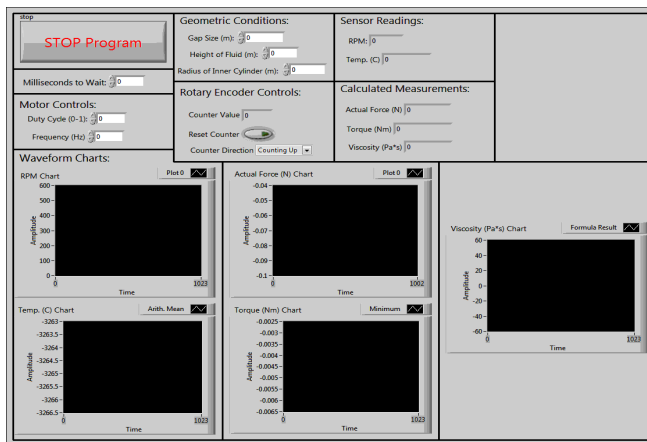 stop
STOP Program
Milliseconds to Wait: 0
Motor Controls:
Duty Cycle (0-1): 0
Frequency (Hz) 0
Geometric Conditions:
Gap Size (m): 0
Height of Fluid (m): 0
Radius of Inner Cylinder (m): 0
Rotary Encoder Controls:
Counter Value 0
Reset Counter
Counter Direction Counting Up
Sensor Readings:
RPM: 0
Temp. (C) 0
Calculated Measurements:
Actual Force (N) 0
Torque (Nm) 0
Viscosity (Pa*s) 0
Waveform Charts:
RPM Chart Plot 0
Amplitude
600
500
400
300
200
100
0
0 1023
Time
Actual Force (N) Chart Plot 0
Amplitude
-0.04
-0.05
-0.06
-0.07
-0.08
-0.09
-0.1
0 1002
Time
Viscosity (Pa*s) Chart Formula Result
Amplitude
60
40
20
0
-20
-40
-60
0 1023
Time
Temp. (C) Chart Arith. Mean
Amplitude
-3263
-3263.5
-3264
-3264.5
-3265
-3265.5
-3266
-3266.5
0 1023
Time
Torque (Nm) Chart Minimum
Amplitude
-0.0025
-0.003
-0.0035
-0.004
-0.0045
-0.005
-0.0055
-0.006
-0.0065
0 1023
Time